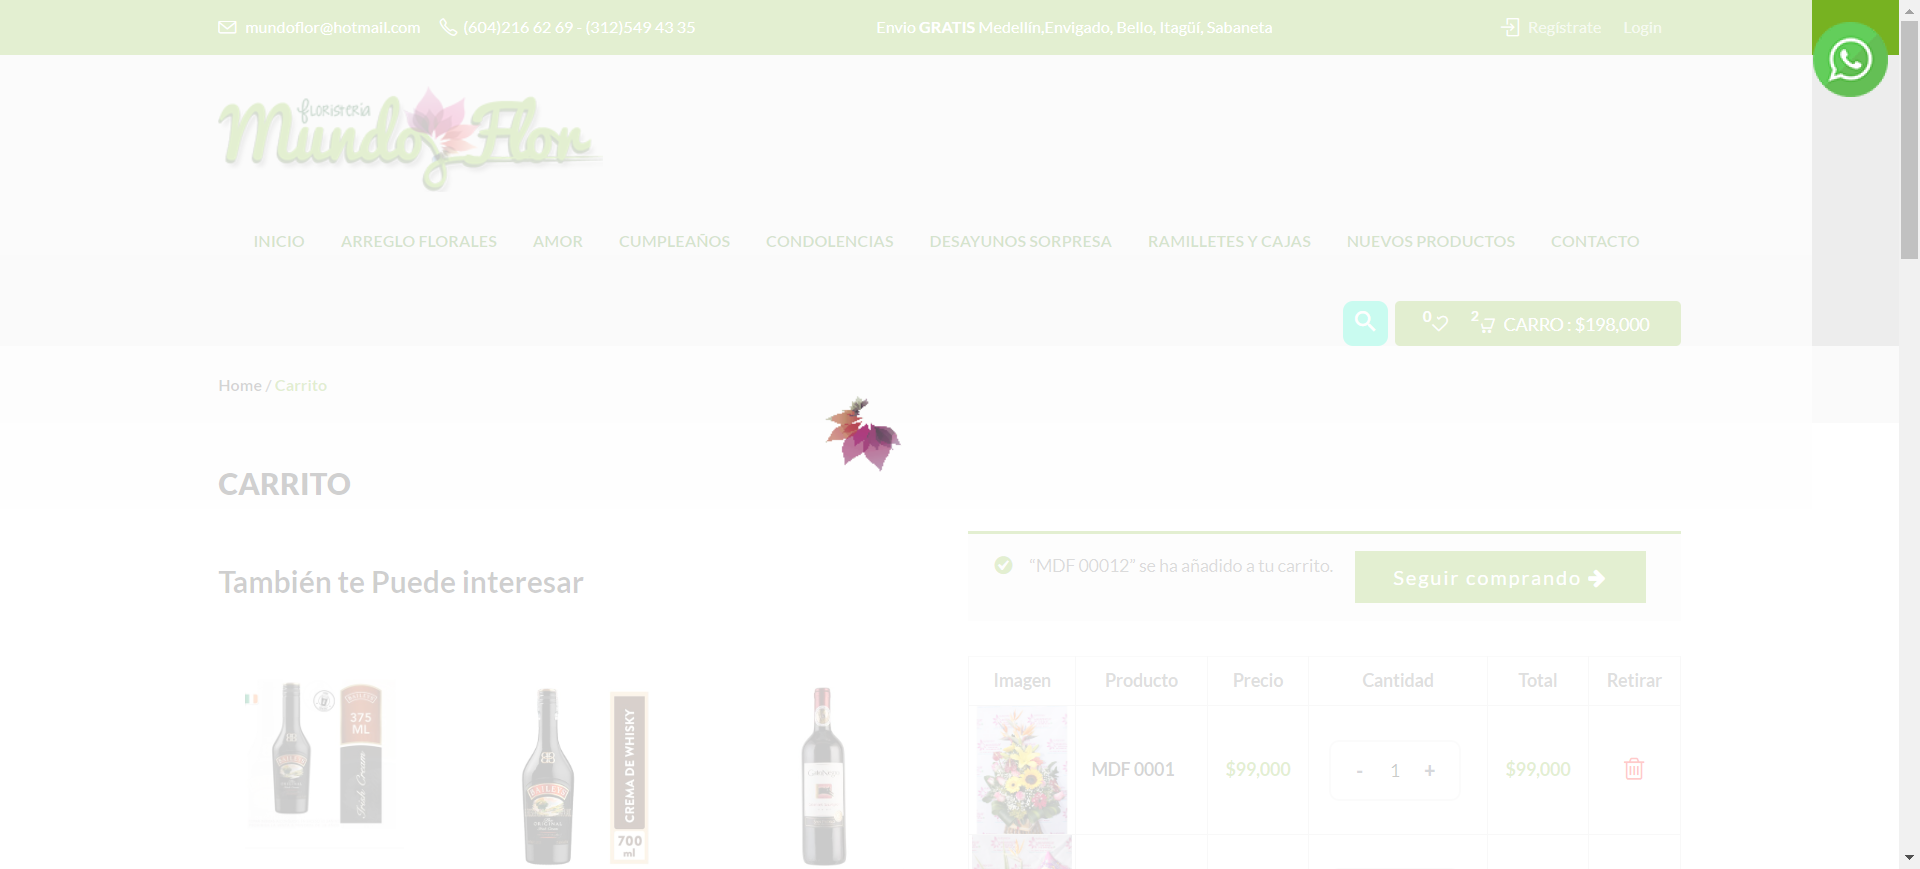 mundoflor@hotmail.com (604)216 62 69 - (312)549 43 35 Envio GRATIS Medellín,Envigado, Bello, Itagüí, Sabaneta Registrate Login
FLORISTERIA
Mundo Flor
INICIO ARREGLO FLORALES AMOR CUMPLEAÑOS CONDOLENCIAS DESAYUNOS SORPRESA RAMILLETES Y CAJAS NUEVOS PRODUCTOS CONTACTO
0 2 CARRO : $198,000
Home / Carrito
CARRITO
También te Puede interesar
"MDF 00012" se ha añadido a tu carrito. Seguir comprando
375
ML
Irish Cream
BAILEYS
CREMA DE WHISKY
700
ml
Imagen Producto Precio Cantidad Total Retirar
MDF 0001 $99,000 - 1 + $99,000